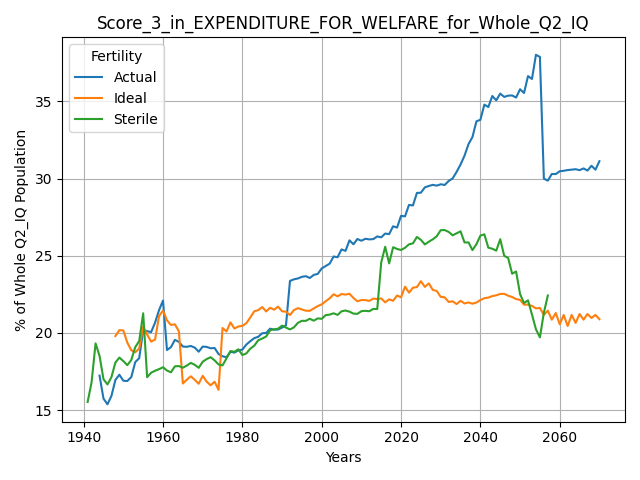 Score_3_in_EXPENDITURE_FOR_WELFARE_for_Whole_Q2_IQ
Fertility
Actual
Ideal
Sterile
% of Whole Q2_IQ Population
35
30
25
20
15
1940 1960 1980 2000 2020 2040 2060
Years